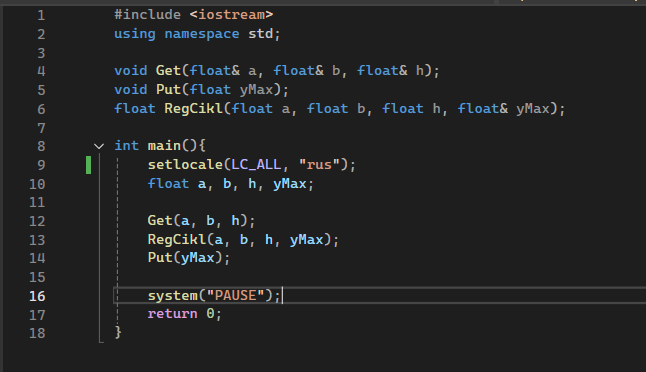 1 #include <iostream>
2 using namespace std;
3
4 void Get(float& a, float& b, float& h);
5 void Put(float yMax);
6 float RegCikl(float a, float b, float h, float& yMax);
7
8 int main(){
9 setlocale(LC_ALL, "rus");
10 float a, b, h, yMax;
11
12 Get(a, b, h);
13 RegCikl(a, b, h, yMax);
14 Put(yMax);
15
16 system("PAUSE");
17 return 0;
18 }